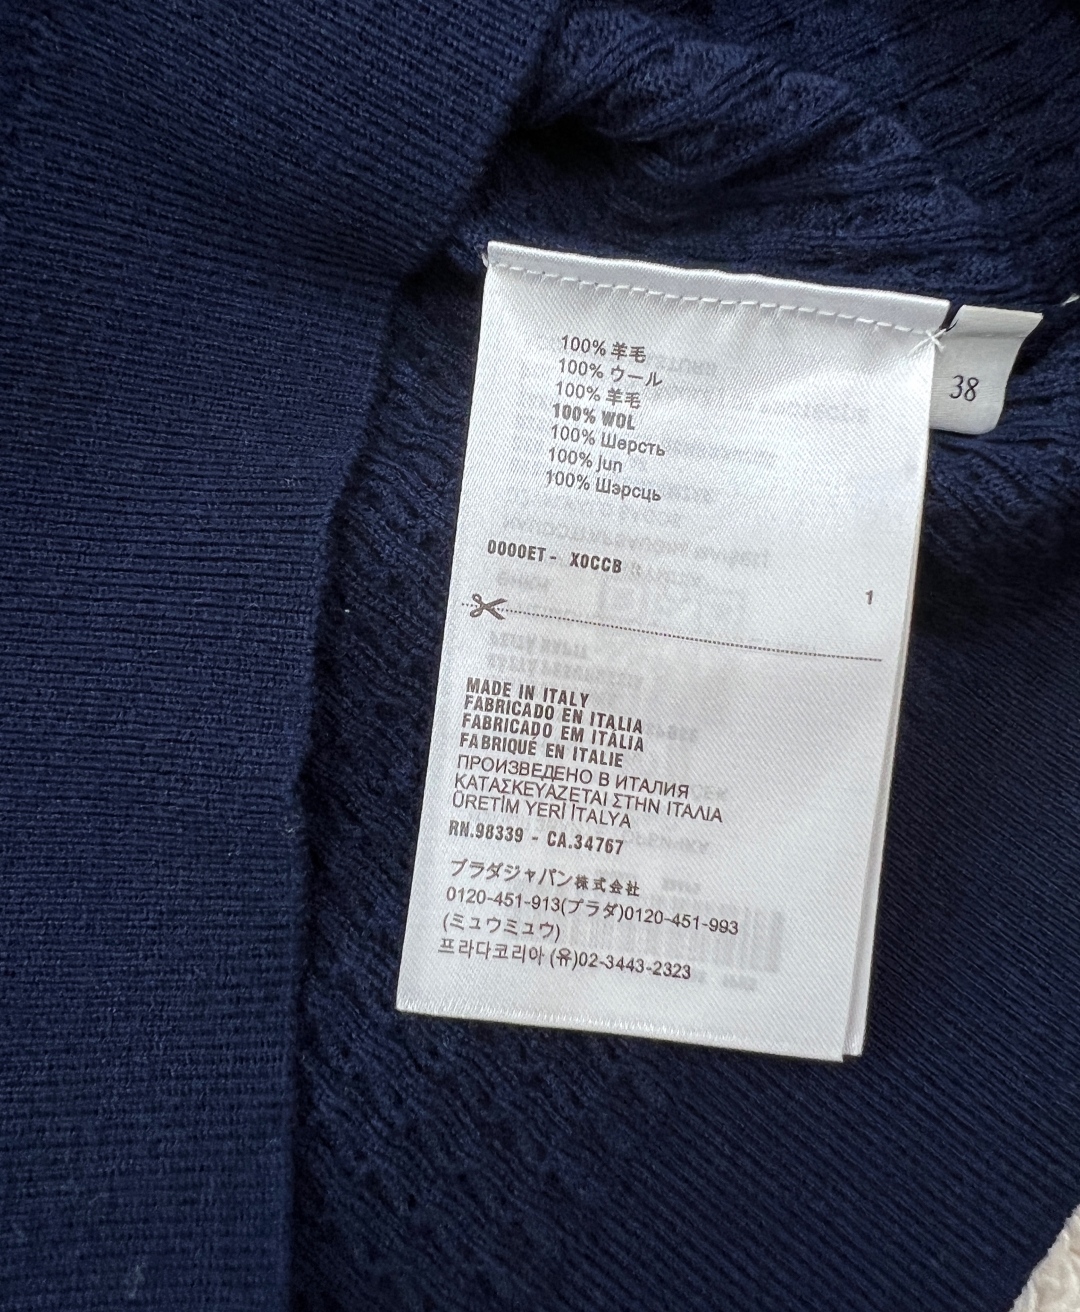 100% 羊毛
100% ウール
100% 羊毛
100% WOL
100% Шерсть
100% Jun
100% Шэрсць
38
0000ET - X0CCB
1
MADE IN ITALY
FABRICADO EN ITALIA
FABRICADO EM ITÀLIA
FABRIQUÉ EN ITALIE
ПРОИЗВЕДЕНО В ИТАЛИЯ
ΚΑΤΑΣΚΕΥΑΖΕΤΑΙ ΣΤΗΝ ΙΤΑΛΙΑ
ÜRETİM YERİ İTALYA
RN.98339 - CA.34767
プラダジャパン株式会社
0120-451-913(プラダ)0120-451-993
(ミュウミュウ)
프라다코리아 (유)02-3443-2323